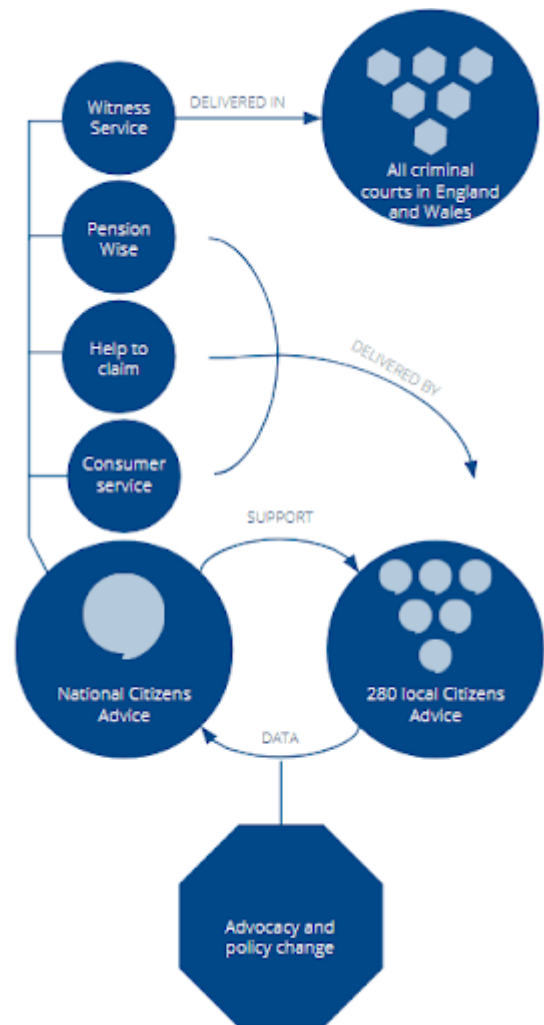 Witness
Service
DELIVERED IN
All criminal
courts in England
and Wales
Pension
Wise
Help to
claim
DELIVERED BY
Consumer
service
SUPPORT
National Citizens
Advice
280 local Citizens
Advice
DATA
Advocacy and
policy change